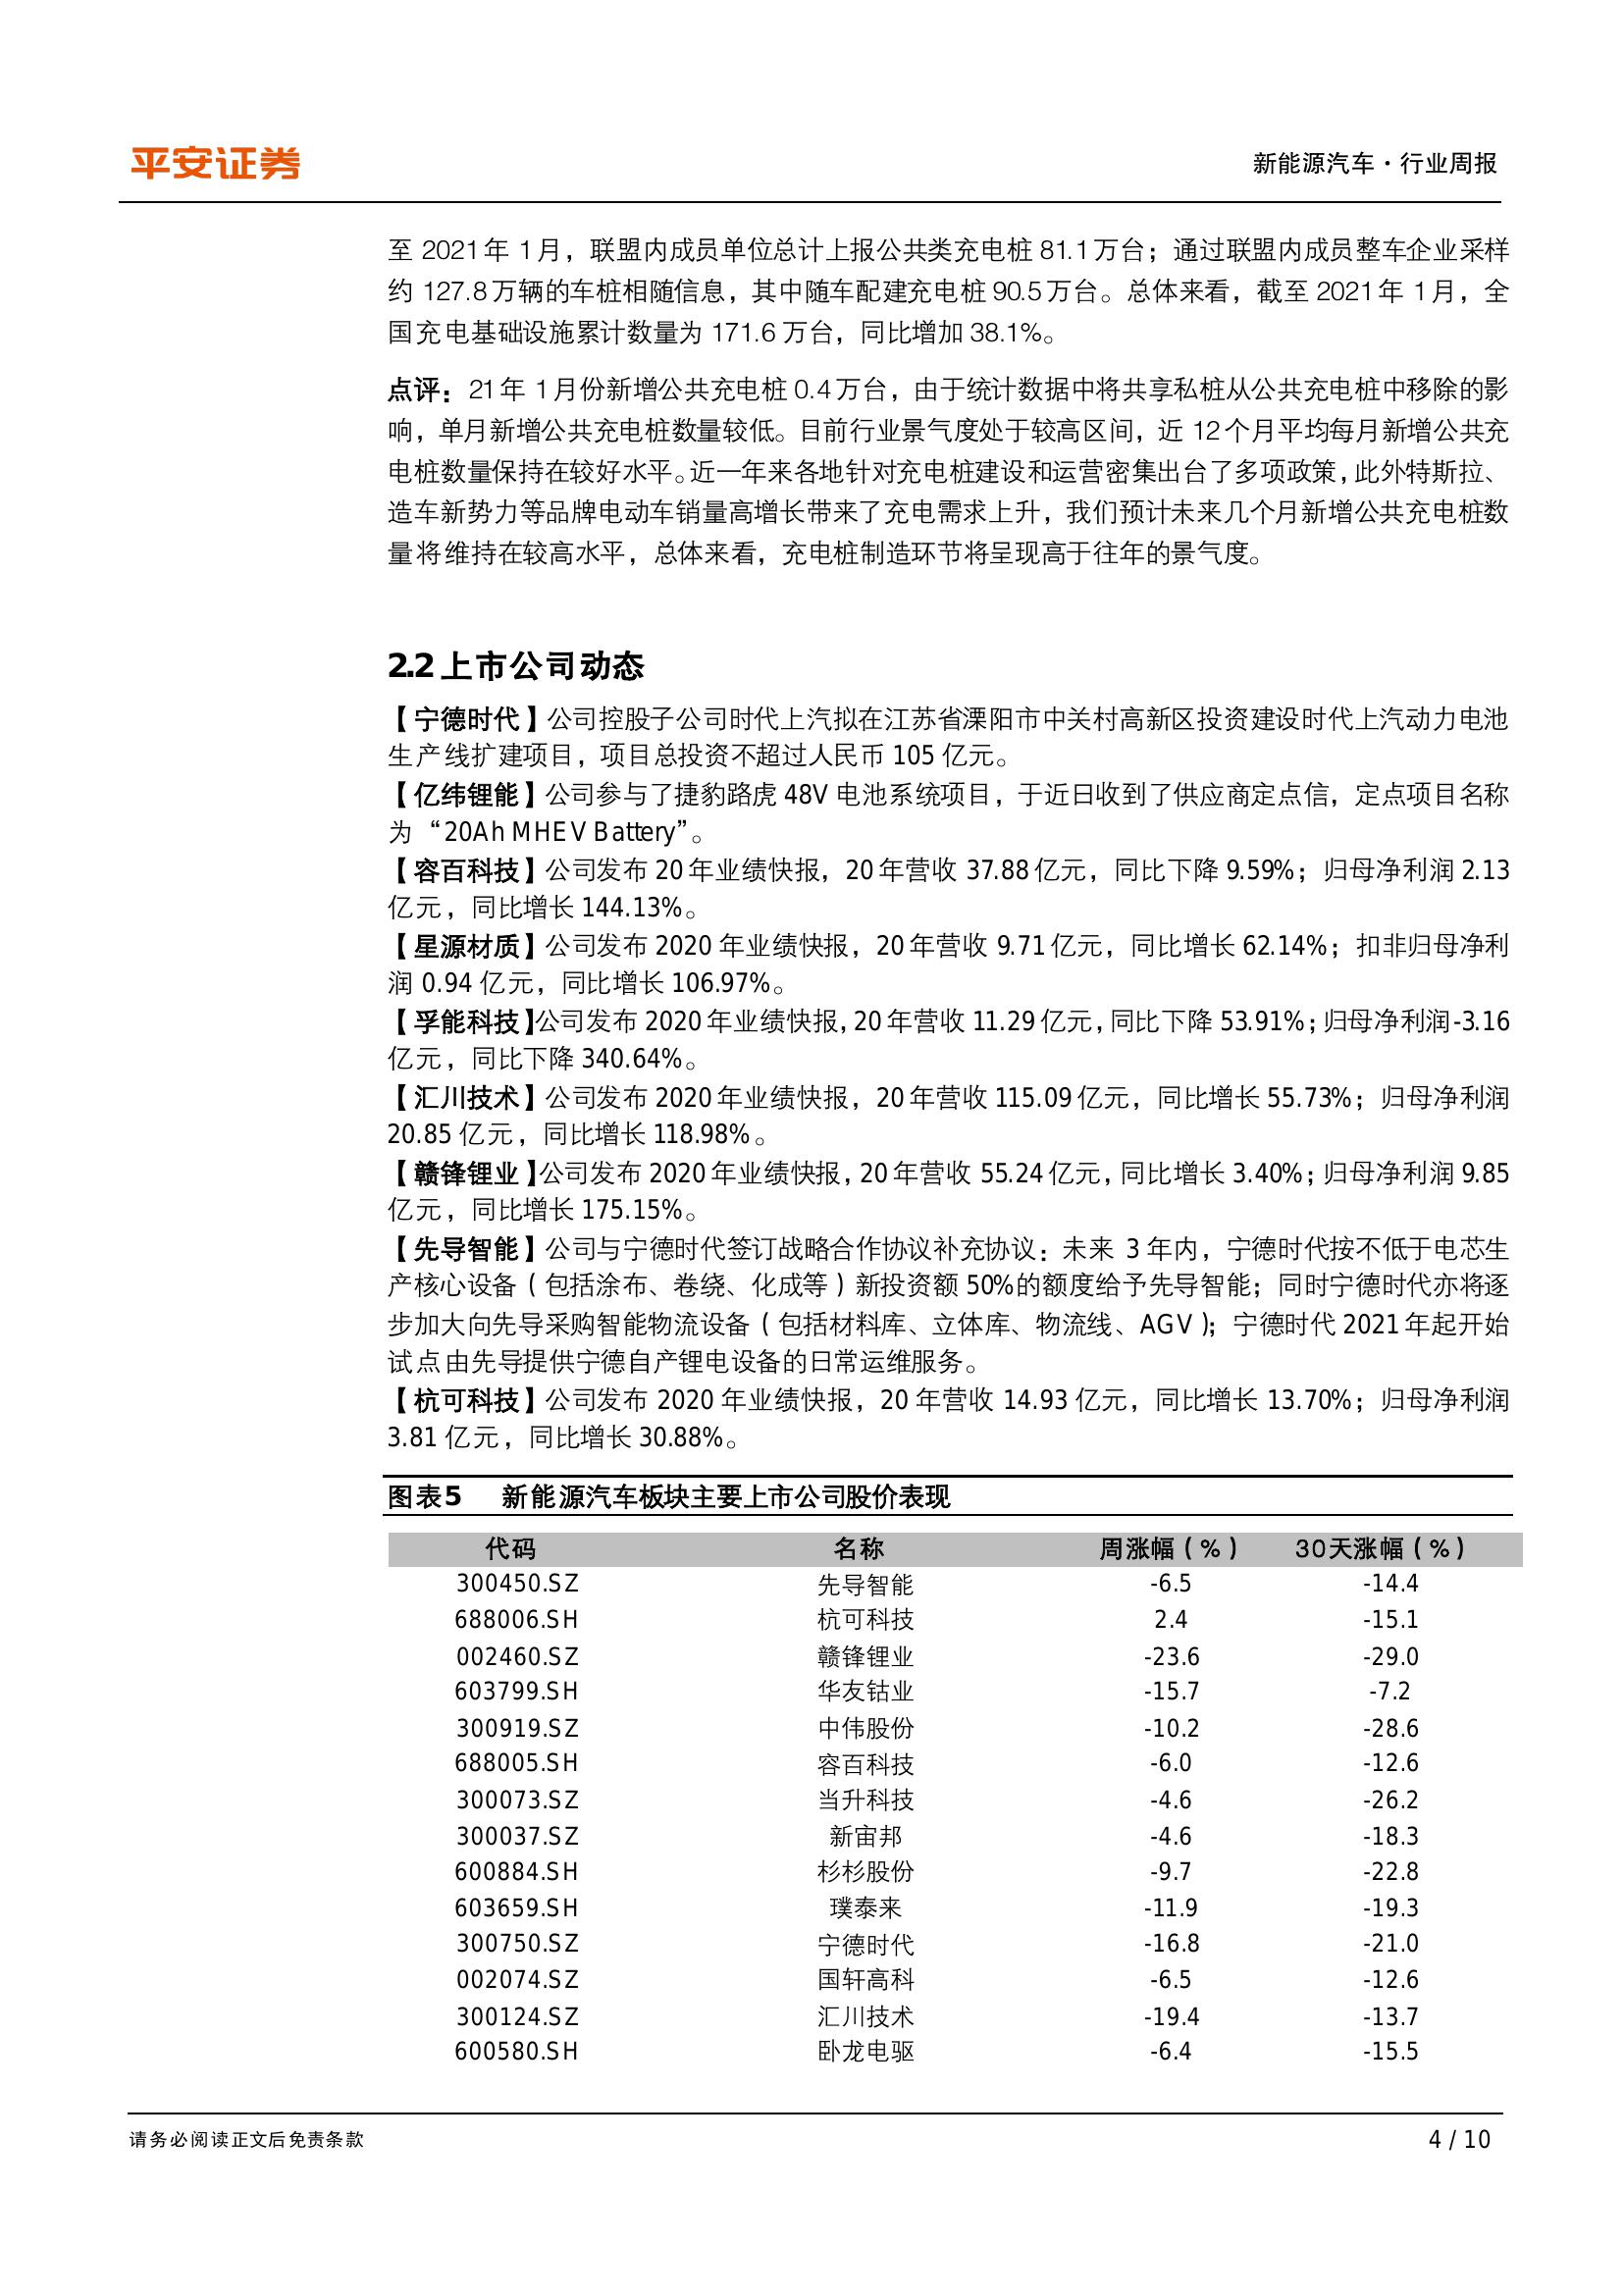 平安证券
新能源汽车·行业周报
至 2021年 1月，联盟内成员单位总计上报公共类充电桩 81.1万台；通过联盟内成员整车企业采样
约 127.8万辆的车桩相随信息，其中随车配建充电桩 90.5万台。总体来看，截至 2021年 1月，全
国充电基础设施累计数量为 171.6 万台，同比增加 38.1%。
点评：21年 1月份新增公共充电桩 0.4万台，由于统计数据中将共享私桩从公共充电桩中移除的影
响，单月新增公共充电桩数量较低。目前行业景气度处于较高区间，近 12个月平均每月新增公共充
电桩数量保持在较好水平。近一年来各地针对充电桩建设和运营密集出台了多项政策，此外特斯拉、
造车新势力等品牌电动车销量高增长带来了充电需求上升，我们预计未来几个月新增公共充电桩数
量将维持在较高水平，总体来看，充电桩制造环节将呈现高于往年的景气度。
2.2 上市公司动态
【宁德时代】公司控股子公司时代上汽拟在江苏省溧阳市中关村高新区投资建设时代上汽动力电池
生产线扩建项目，项目总投资不超过人民币 105 亿元。
【亿纬锂能】公司参与了捷豹路虎 48V 电池系统项目，于近日收到了供应商定点信，定点项目名称
为“20Ah MHEV Battery”。
【容百科技】公司发布 20年业绩快报，20年营收 37.88亿元，同比下降 9.59%；归母净利润 2.13
亿元，同比增长 144.13%。
【星源材质】公司发布 2020 年业绩快报，20年营收 9.71亿元，同比增长 62.14%；扣非归母净利
润 0.94 亿元，同比增长 106.97%。
【孚能科技】公司发布 2020年业绩快报，20年营收 11.29亿元，同比下降 53.91%；归母净利润-3.16
亿元，同比下降 340.64%。
【汇川技术】公司发布 2020年业绩快报，20年营收 115.09亿元，同比增长 55.73%；归母净利润
20.85 亿元，同比增长 118.98%。
【赣锋锂业】公司发布 2020年业绩快报，20年营收 55.24亿元，同比增长 3.40%；归母净利润 9.85
亿元，同比增长 175.15%。
【先导智能】公司与宁德时代签订战略合作协议补充协议：未来 3 年内，宁德时代按不低于电芯生
产核心设备（包括涂布、卷绕、化成等）新投资额 50%的额度给予先导智能；同时宁德时代亦将逐
步加大向先导采购智能物流设备（包括材料库、立体库、物流线、AGV）；宁德时代 2021年起开始
试点由先导提供宁德自产锂电设备的日常运维服务。
【杭可科技】公司发布 2020 年业绩快报，20 年营收 14.93 亿元，同比增长 13.70%；归母净利润
3.81 亿元，同比增长 30.88%。
图表5 新能源汽车板块主要上市公司股价表现
代码 名称 周涨幅（%） 30天涨幅（%）
300450.SZ 先导智能 -6.5 -14.4
688006.SH 杭可科技 2.4 -15.1
002460.SZ 赣锋锂业 -23.6 -29.0
603799.SH 华友钴业 -15.7 -7.2
300919.SZ 中伟股份 -10.2 -28.6
688005.SH 容百科技 -6.0 -12.6
300073.SZ 当升科技 -4.6 -26.2
300037.SZ 新宙邦 -4.6 -18.3
600884.SH 杉杉股份 -9.7 -22.8
603659.SH 璞泰来 -11.9 -19.3
300750.SZ 宁德时代 -16.8 -21.0
002074.SZ 国轩高科 -6.5 -12.6
300124.SZ 汇川技术 -19.4 -13.7
600580.SH 卧龙电驱 -6.4 -15.5
请务必阅读正文后免责条款
4 / 10